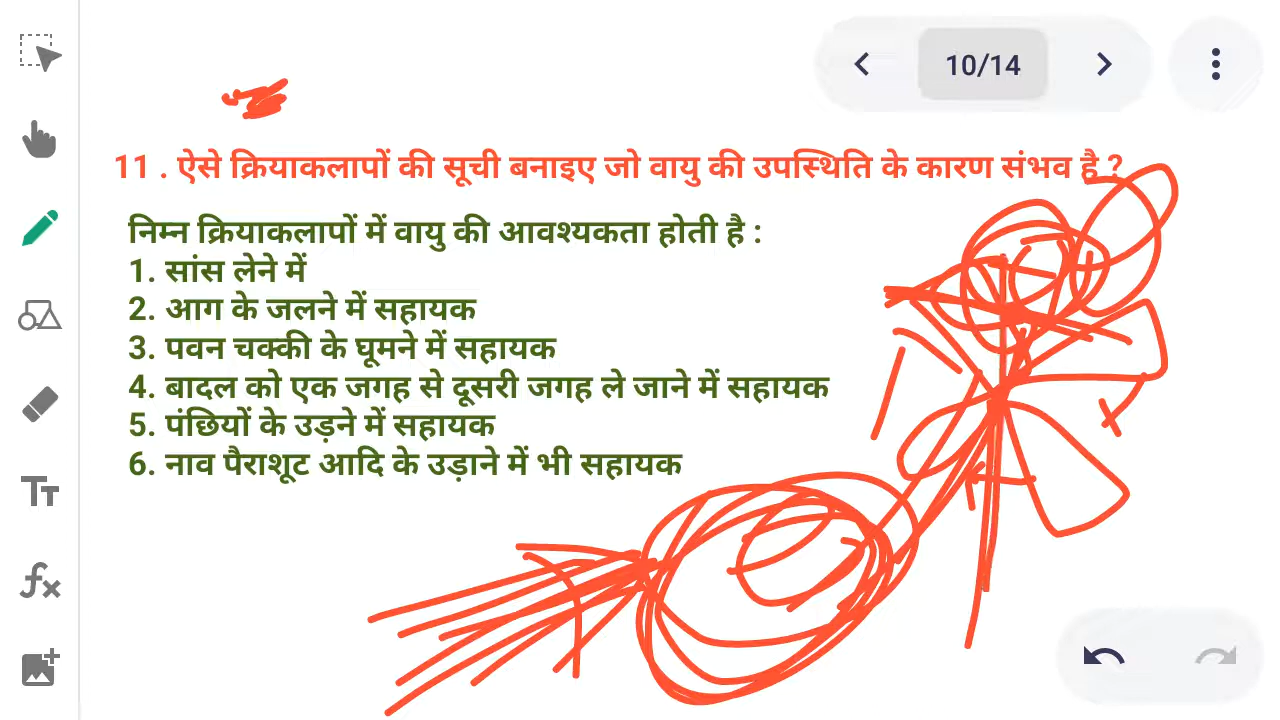 10/14
11 . ऐसे क्रियाकलापों की सूची बनाइए जो वायु की उपस्थिति के कारण संभव है ?
निम्न क्रियाकलापों में वायु की आवश्यकता होती है :
1. सांस लेने में
2. आग के जलने में सहायक
3. पवन चक्की के घूमने में सहायक
4. बादल को एक जगह से दूसरी जगह ले जाने में सहायक
5. पंछियों के उड़ने में सहायक
6. नाव पैराशूट आदि के उड़ाने में भी सहायक